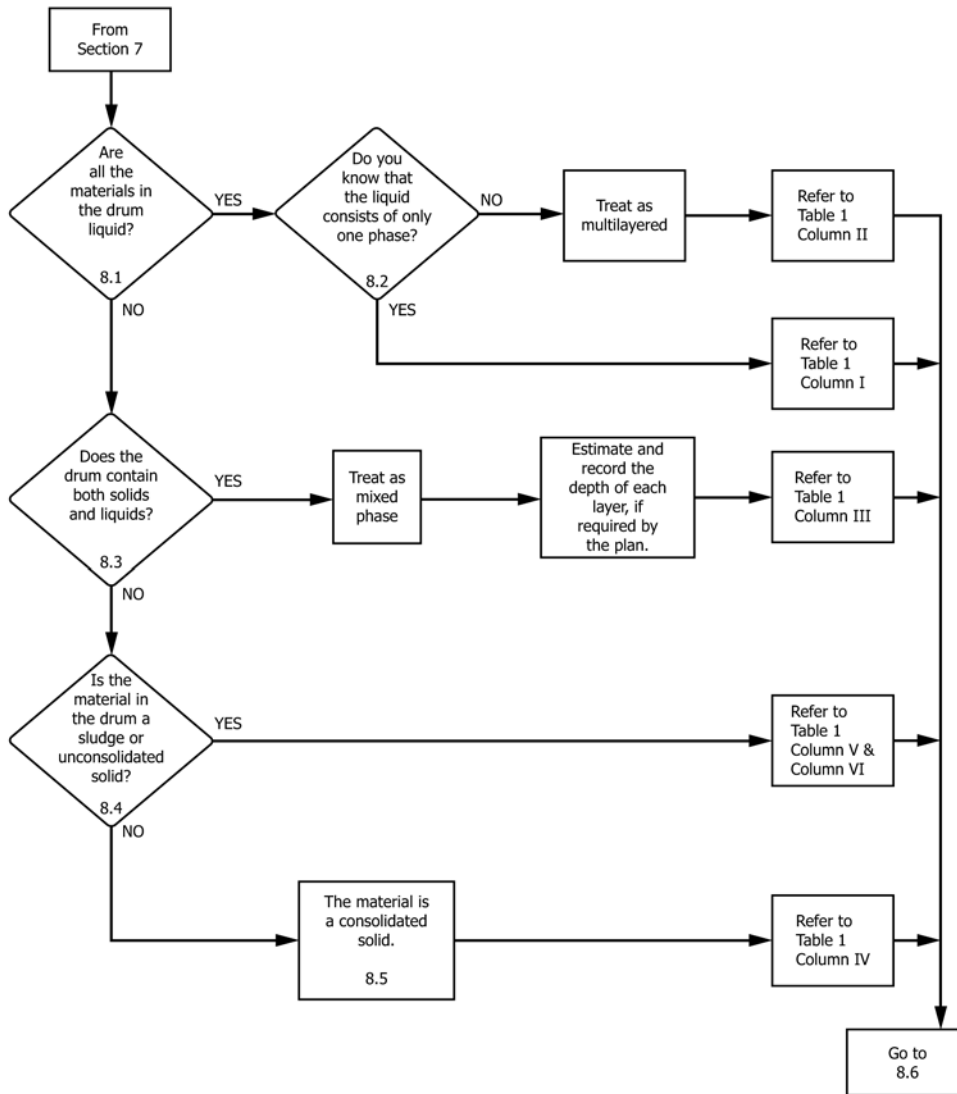 From
Section 7
Are
all the
materials in
the drum
liquid?
8.1
YES
NO
Do you
know that
the liquid
consists of only
one phase?
8.2
NO
YES
Treat as
multilayered
Refer to
Table 1
Column II
Refer to
Table 1
Column I
Does the
drum contain
both solids
and liquids?
8.3
YES
NO
Treat as
mixed
phase
Estimate and
record the
depth of each
layer, if
required by
the plan.
Refer to
Table 1
Column III
Is the
material in
the drum a
sludge or
unconsolidated
solid?
8.4
YES
NO
Refer to
Table 1
Column V &
Column VI
The material is
a consolidated
solid.
8.5
Refer to
Table 1
Column IV
Go to
8.6